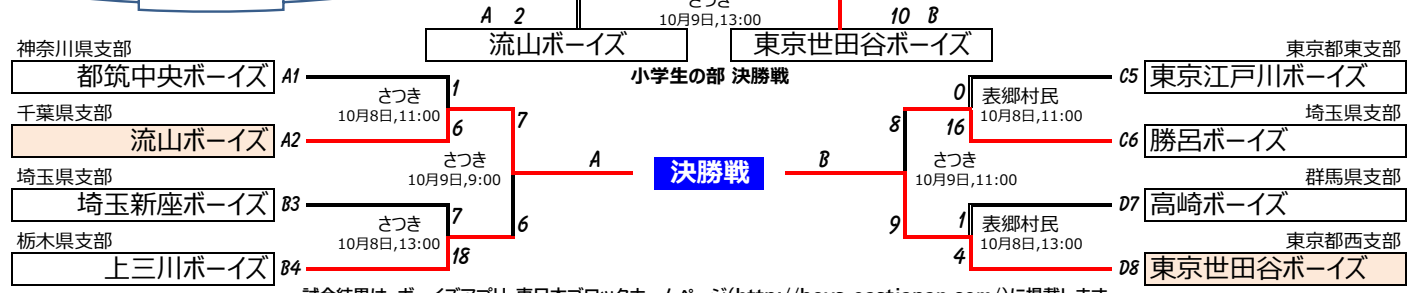 さつき
A 2
10月9日,13:00
10 B
流山ボーイズ
東京世田谷ボーイズ
小学生の部 決勝戦
神奈川県支部
都筑中央ボーイズ A1
千葉県支部
流山ボーイズ A2
埼玉県支部
埼玉新座ボーイズ B3
栃木県支部
上三川ボーイズ B4
さつき
10月8日,11:00
1
6
さつき
10月8日,13:00
7
18
さつき
10月9日,9:00
7
6
A
決勝戦
B
8
9
さつき
10月9日,11:00
0
16
表郷村民
10月8日,11:00
1
4
表郷村民
10月8日,13:00
東京都東支部
C5 東京江戸川ボーイズ
埼玉県支部
C6 勝呂ボーイズ
群馬県支部
D7 高崎ボーイズ
東京都西支部
D8 東京世田谷ボーイズ